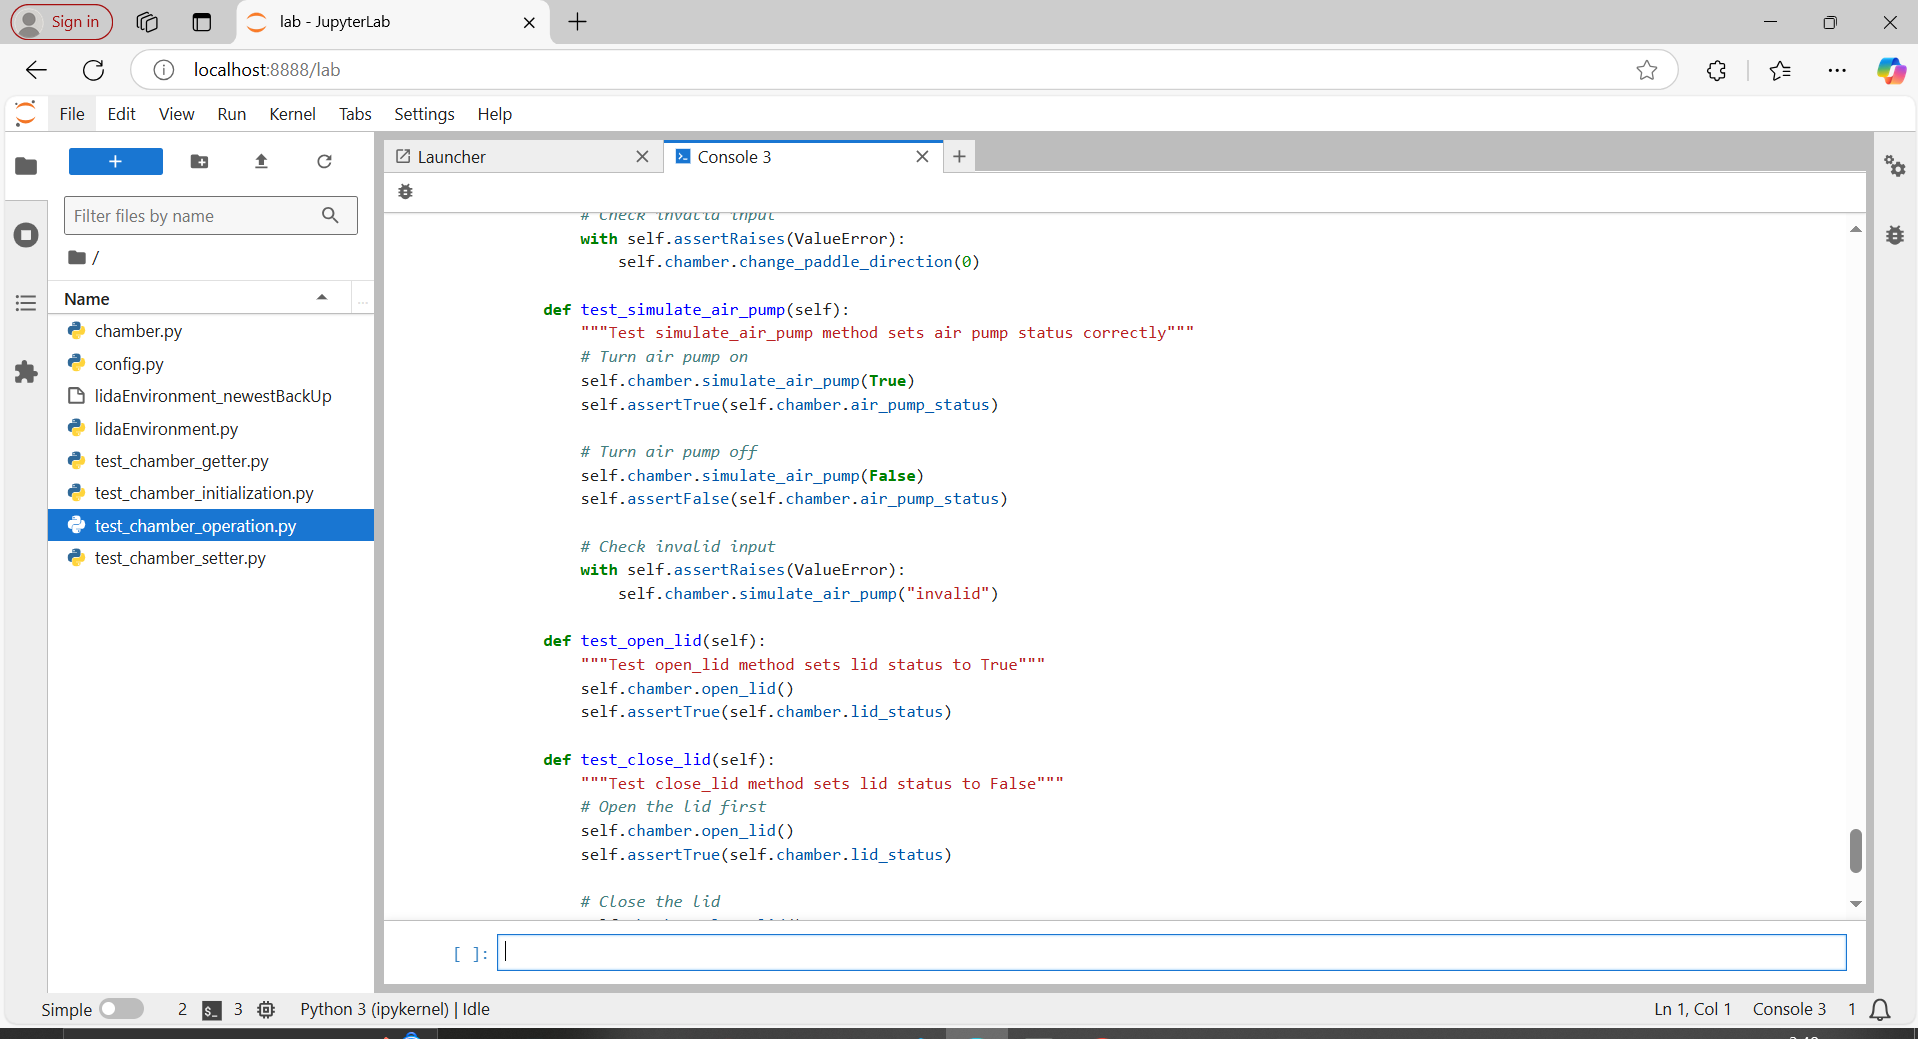 Sign in
lab - JupyterLab
localhost:8888/lab
File Edit View Run Kernel Tabs Settings Help
+
Filter files by name
/
Name
...
chamber.py
config.py
lidaEnvironment_newestBackUp
lidaEnvironment.py
test_chamber_getter.py
test_chamber_initialization.py
test_chamber_operation.py
test_chamber_setter.py
Launcher
Console 3
# Check invalid input
with self.assertRaises(ValueError):
self.chamber.change_paddle_direction(0)
def test_simulate_air_pump(self):
"""Test simulate_air_pump method sets air pump status correctly"""
# Turn air pump on
self.chamber.simulate_air_pump(True)
self.assertTrue(self.chamber.air_pump_status)
# Turn air pump off
self.chamber.simulate_air_pump(False)
self.assertFalse(self.chamber.air_pump_status)
# Check invalid input
with self.assertRaises(ValueError):
self.chamber.simulate_air_pump("invalid")
def test_open_lid(self):
"""Test open_lid method sets lid status to True"""
self.chamber.open_lid()
self.assertTrue(self.chamber.lid_status)
def test_close_lid(self):
"""Test close_lid method sets lid status to False"""
# Open the lid first
self.chamber.open_lid()
self.assertTrue(self.chamber.lid_status)
# Close the lid
[ ]:
Simple 2 $_ 3 Python 3 (ipykernel) | Idle Ln 1, Col 1 Console 3 1